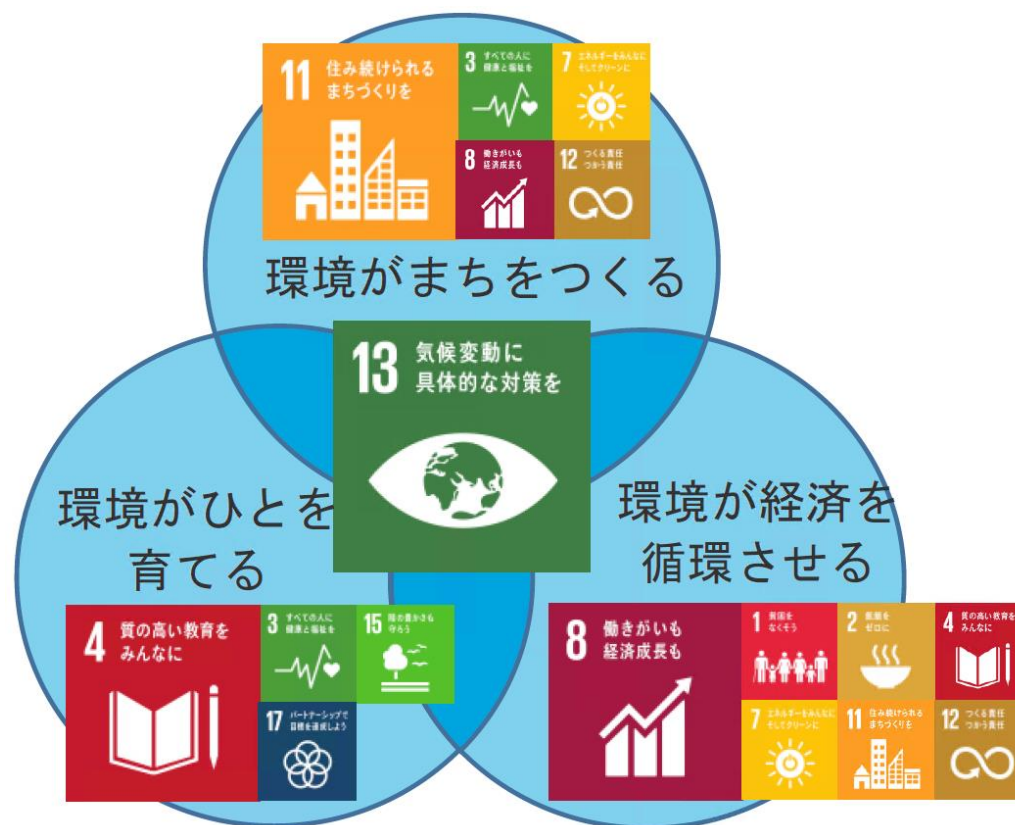 11 住み続けられる
まちづくりを
3 すべての人に
健康と福祉を
7 エネルギーをみんなに
そしてクリーンに
8 働きがいも
経済成長も
12 つくる責任
つかう責任
環境がまちをつくる
13 気候変動に
具体的な対策を
環境がひとを
育てる
4 質の高い教育を
みんなに
3 すべての人に
健康と福祉を
15 陸の豊かさも
守ろう
17 パートナーシップで
目標を達成しよう
環境が経済を
循環させる
8 働きがいも
経済成長も
1 貧困を
なくそう
2 飢餓を
ゼロに
4 質の高い教育を
みんなに
7 エネルギーをみんなに
そしてクリーンに
11 住み続けられる
まちづくりを
12 つくる責任
つかう責任